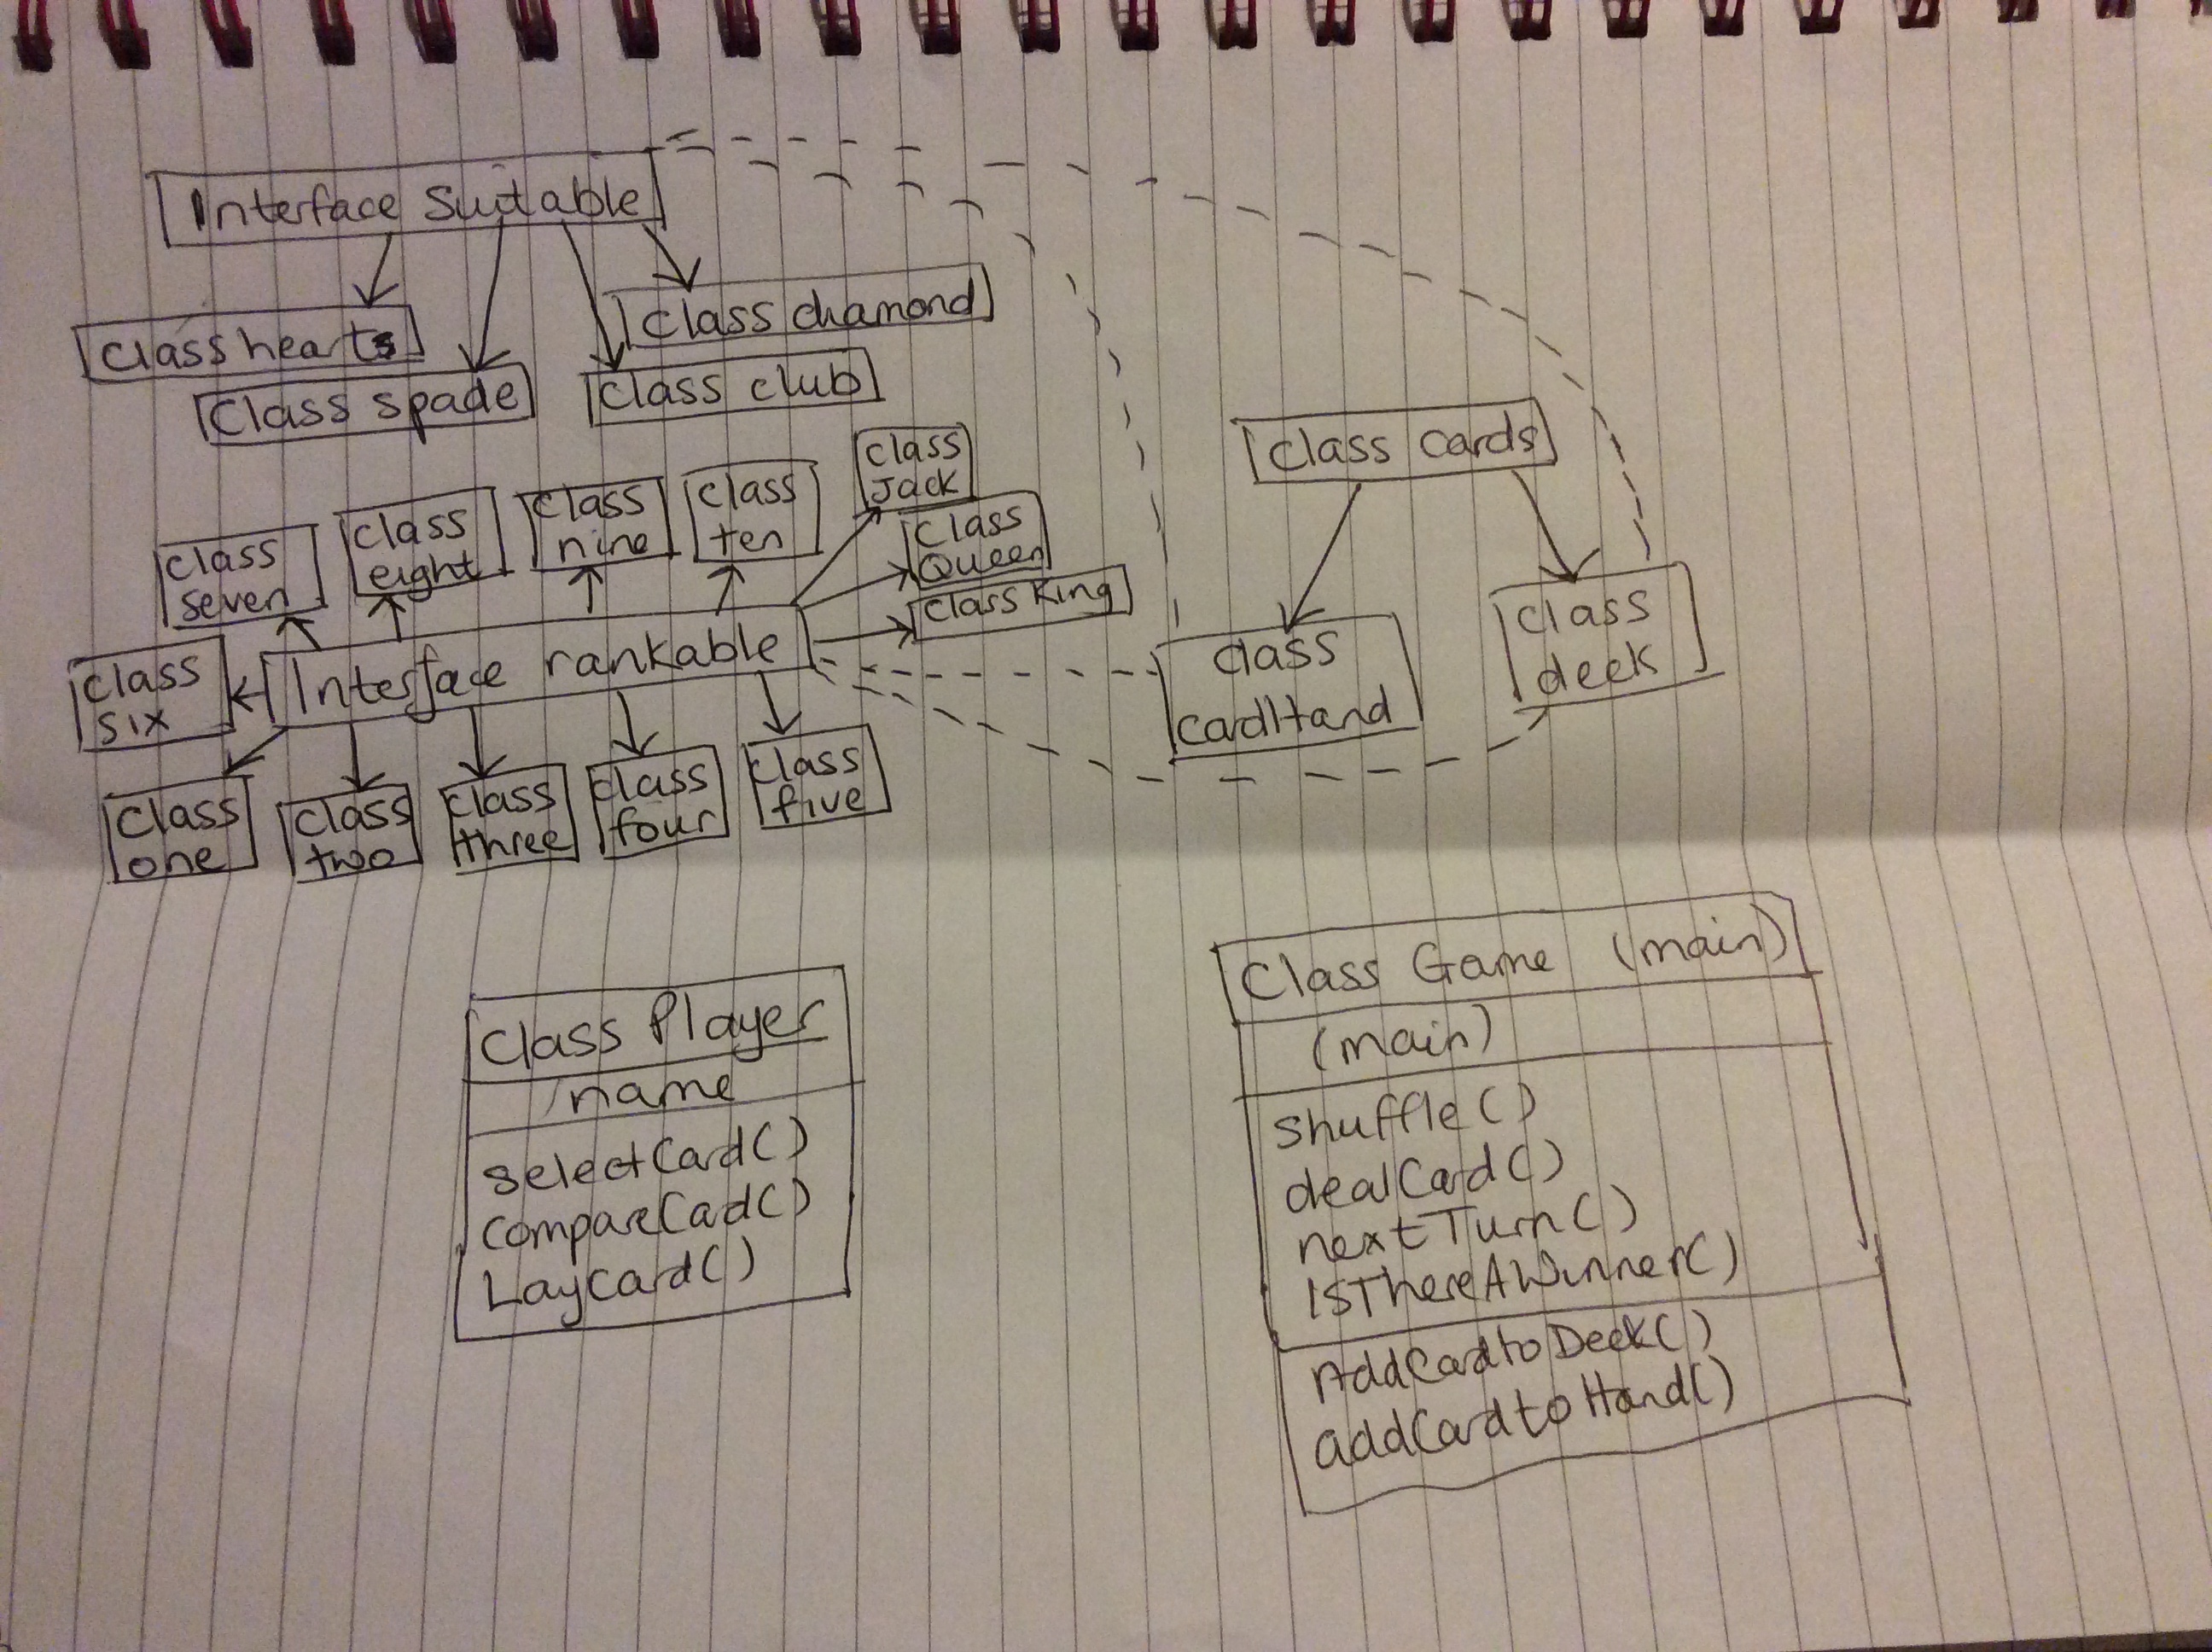 Interface Suitable
class hearts
class diamond
Class spade
class club
class
Jack
class
Queen
class King
class
seven
class
eight
class
nine
class
ten
class
six
Interface rankable
class
one
class
two
class
three
class
four
class
five
class cards
class
cardHand
class
deck
Class Player
name
selectCard()
compareCad()
LayCard()
Class Game (main)
(main)
shuffle()
dealCard()
nextTurn()
ISThereAWinner()
AddCardtoDeck()
addCardtoHand()